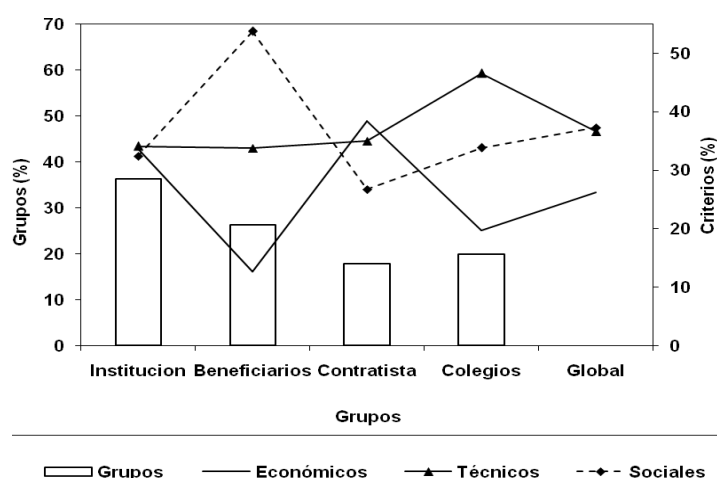 70
60
50
40
30
20
10
0
Grupos (%)
50
40
30
20
10
0
Criterios (%)
Institucion Beneficiarios Contratista Colegios Global
Grupos
Grupos Económicos Técnicos Sociales